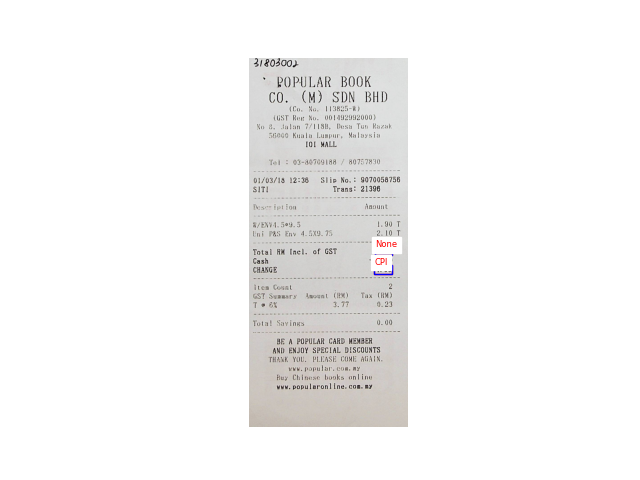 31803002
POPULAR BOOK
CO. (M) SDN BHD
(Co. No. 113825-W)
(GST Reg No. 001492992000)
No 8, Jalan 7/118B, Desa Tun Razak
56000 Kuala Lumpur, Malaysia
IOI MALL
Tel : 03-80709188 / 80757830
01/03/18 12:36 Slip No.: 9070058756
SITI Trans: 21396
Description Amount
W/ENV4.5*9.5 1.90 T
Uni P&S Env 4.5X9.75 2.10 T
None
Total RM Incl. of GST
Cash CPI
CHANGE
Item Count 2
GST Summary Amount (RM) Tax (RM)
T @ 6% 3.77 0.23
Total Savings 0.00
BE A POPULAR CARD MEMBER
AND ENJOY SPECIAL DISCOUNTS
THANK YOU. PLEASE COME AGAIN.
www.popular.com.my
Buy Chinese books online
www.popularonline.com.my